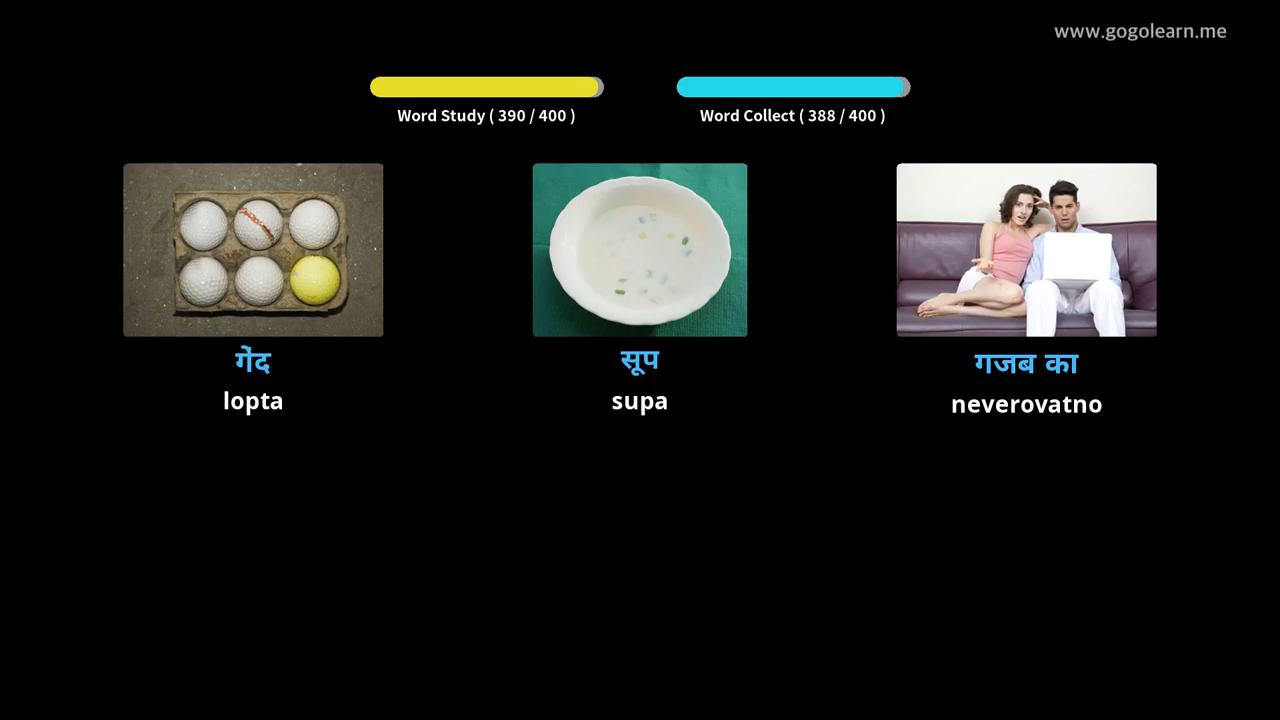 www.gogolearn.me
Word Study ( 390 / 400 )
Word Collect ( 388 / 400 )
गेंद
lopta
सूप
supa
गजब का
neverovatno